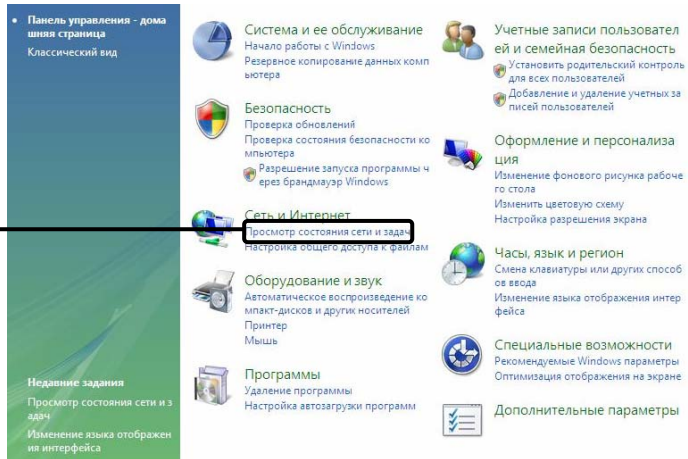 Панель управления - дома
шняя страница
Классический вид
Недавние задания
Просмотр состояния сети и з
адач
Изменение языка отображен
ия интерфейса
Система и ее обслуживание
Начало работы с Windows
Резервное копирование данных комп
ьютера
Безопасность
Проверка обновлений
Проверка состояния безопасности ко
мпьютера
Разрешение запуска программы ч
ерез брандмауэр Windows
Сеть и Интернет
Просмотр состояния сети и задач
Настройка общего доступа к файлам
Оборудование и звук
Автоматическое воспроизведение ко
мпакт-дисков и других носителей
Принтер
Мышь
Программы
Удаление программы
Настройка автозагрузки программ
Учетные записи пользовател
ей и семейная безопасность
Установить родительский контроль
для всех пользователей
Добавление и удаление учетных за
писей пользователей
Оформление и персонализа
ция
Изменение фонового рисунка рабоче
го стола
Изменить цветовую схему
Настройка разрешения экрана
Часы, язык и регион
Смена клавиатуры или других способ
ов ввода
Изменение языка отображения интер
фейса
Специальные возможности
Рекомендуемые Windows параметры
Оптимизация отображения на экране
Дополнительные параметры